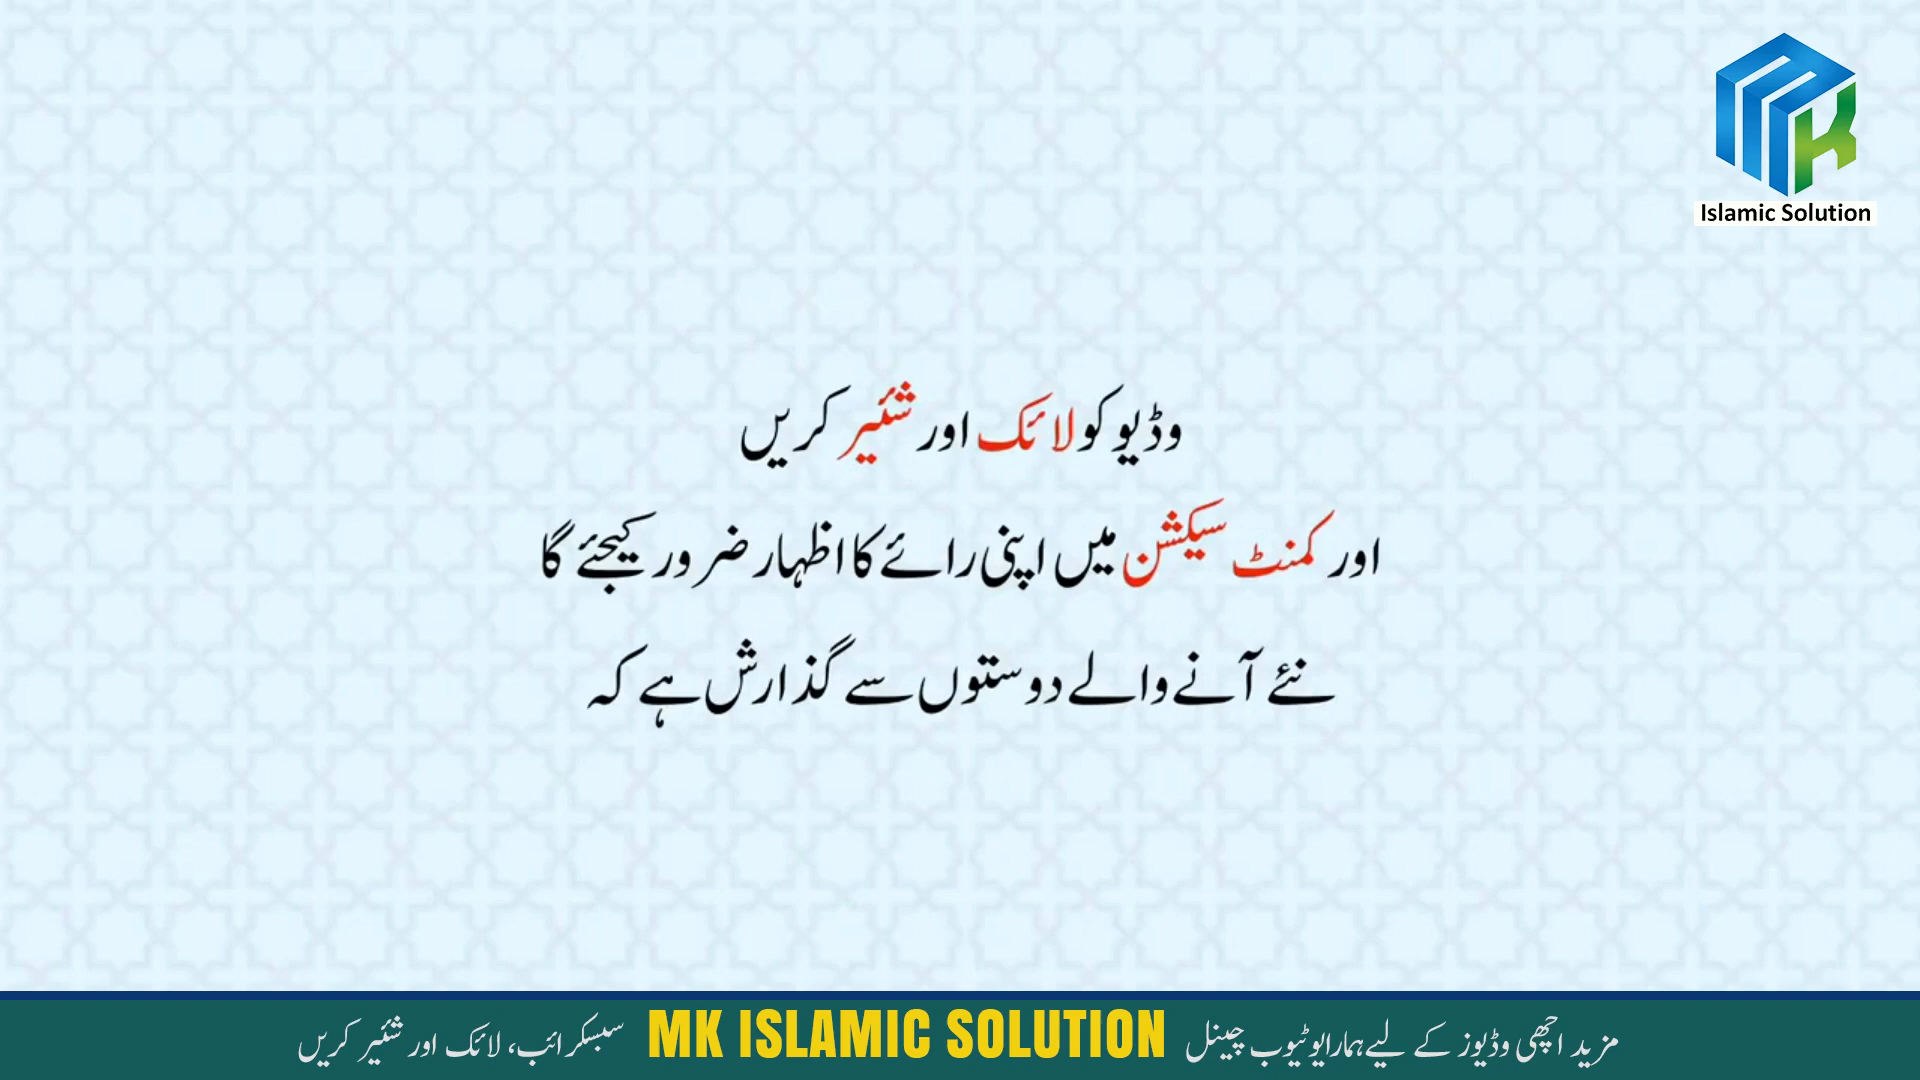 MK
Islamic Solution
وڈیو کو لائک اور شئیر کریں
اور کمنٹ سیکشن میں اپنی رائے کا اظہار ضرور کیجئے گا
نئے آنے والے دوستوں سے گذارش ہے کہ
مزید اچھی وڈیوز کے لیے ہمارا یوٹیوب چینل MK ISLAMIC SOLUTION سبسکرائب، لائک اور شئیر کریں